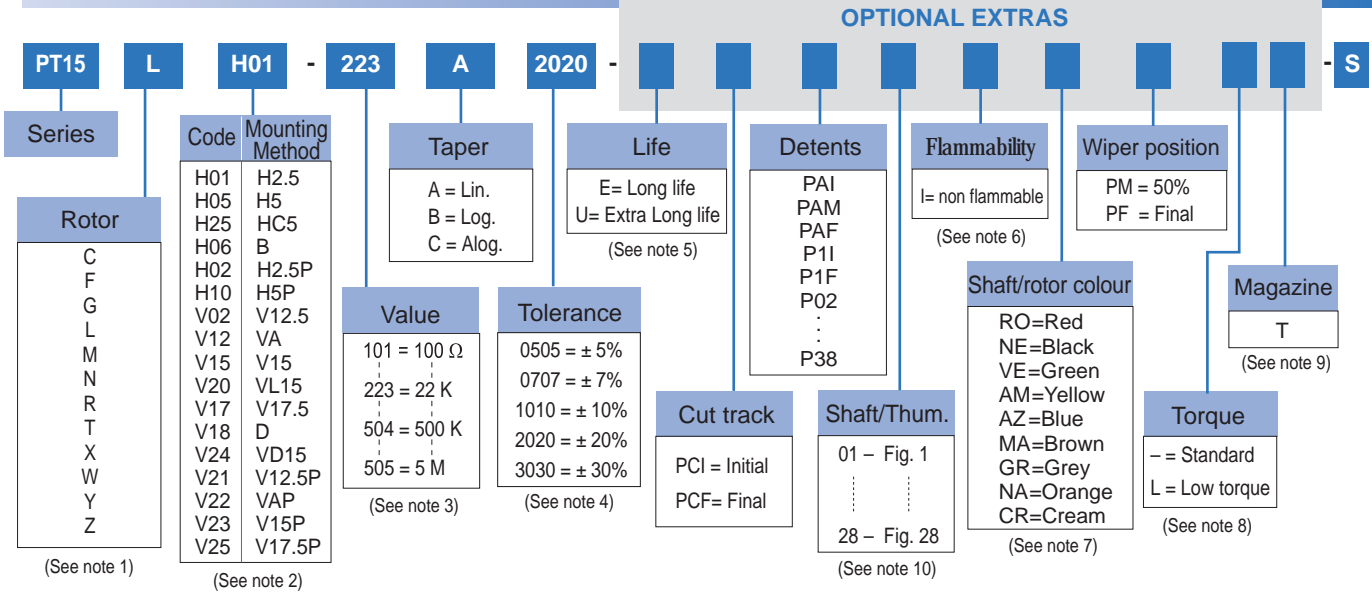 OPTIONAL EXTRAS
PT15 L H01 - 223 A 2020 - - S
Series
Rotor
C
F
G
L
M
N
R
T
X
W
Y
Z
(See note 1)
Code Mounting Method
H01 H2.5
H05 H5
H25 HC5
H06 B
H02 H2.5P
H10 H5P
V02 V12.5
V12 VA
V15 V15
V20 VL15
V17 V17.5
V18 D
V24 VD15
V21 V12.5P
V22 VAP
V23 V15P
V25 V17.5P
(See note 2)
Value
101 = 100 Ω
223 = 22 K
504 = 500 K
505 = 5 M
(See note 3)
Taper
A = Lin.
B = Log.
C = Alog.
Tolerance
0505 = ± 5%
0707 = ± 7%
1010 = ± 10%
2020 = ± 20%
3030 = ± 30%
(See note 4)
Life
E= Long life
U= Extra Long life
(See note 5)
Cut track
PCI = Initial
PCF= Final
Detents
PAI
PAM
PAF
P1I
P1F
P02
.
.
.
P38
Shaft/Thum.
01 – Fig. 1
28 – Fig. 28
(See note 10)
Flammability
I= non flammable
(See note 6)
Shaft/rotor colour
RO=Red
NE=Black
VE=Green
AM=Yellow
AZ=Blue
MA=Brown
GR=Grey
NA=Orange
CR=Cream
(See note 7)
Wiper position
PM = 50%
PF = Final
Torque
– = Standard
L = Low torque
(See note 8)
Magazine
T
(See note 9)